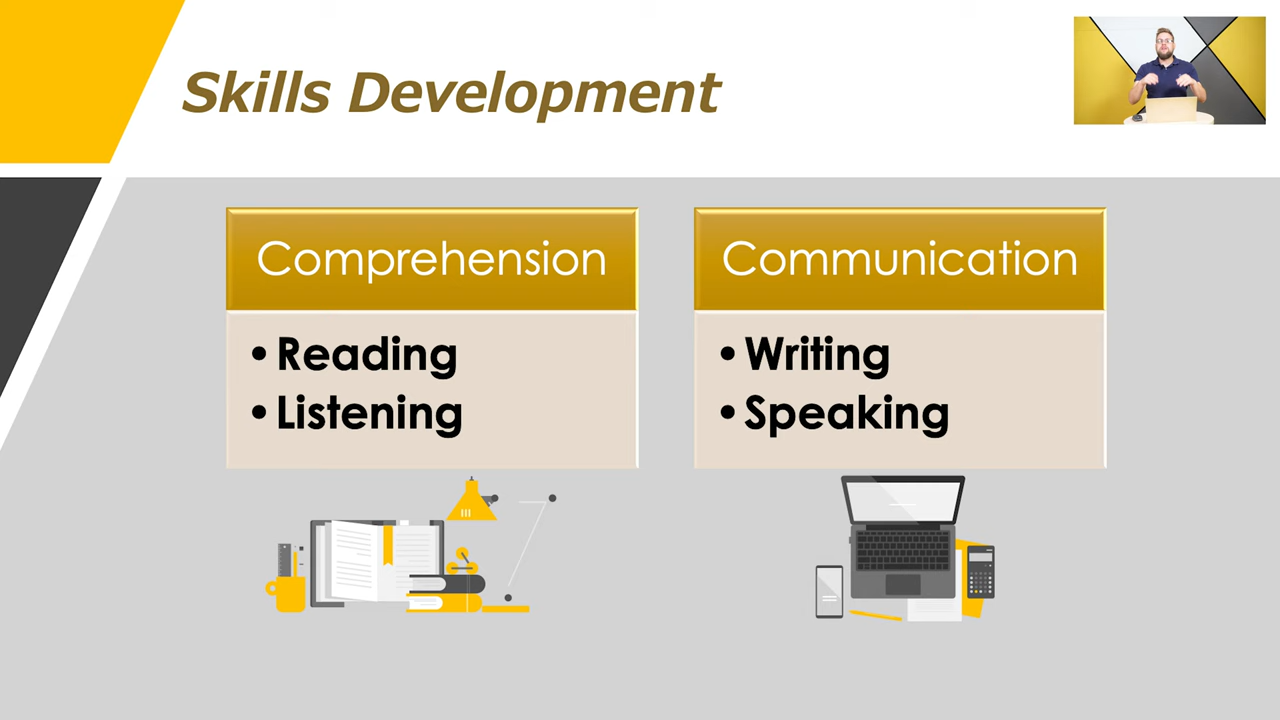 Skills Development
Comprehension
• Reading
• Listening
Communication
• Writing
• Speaking